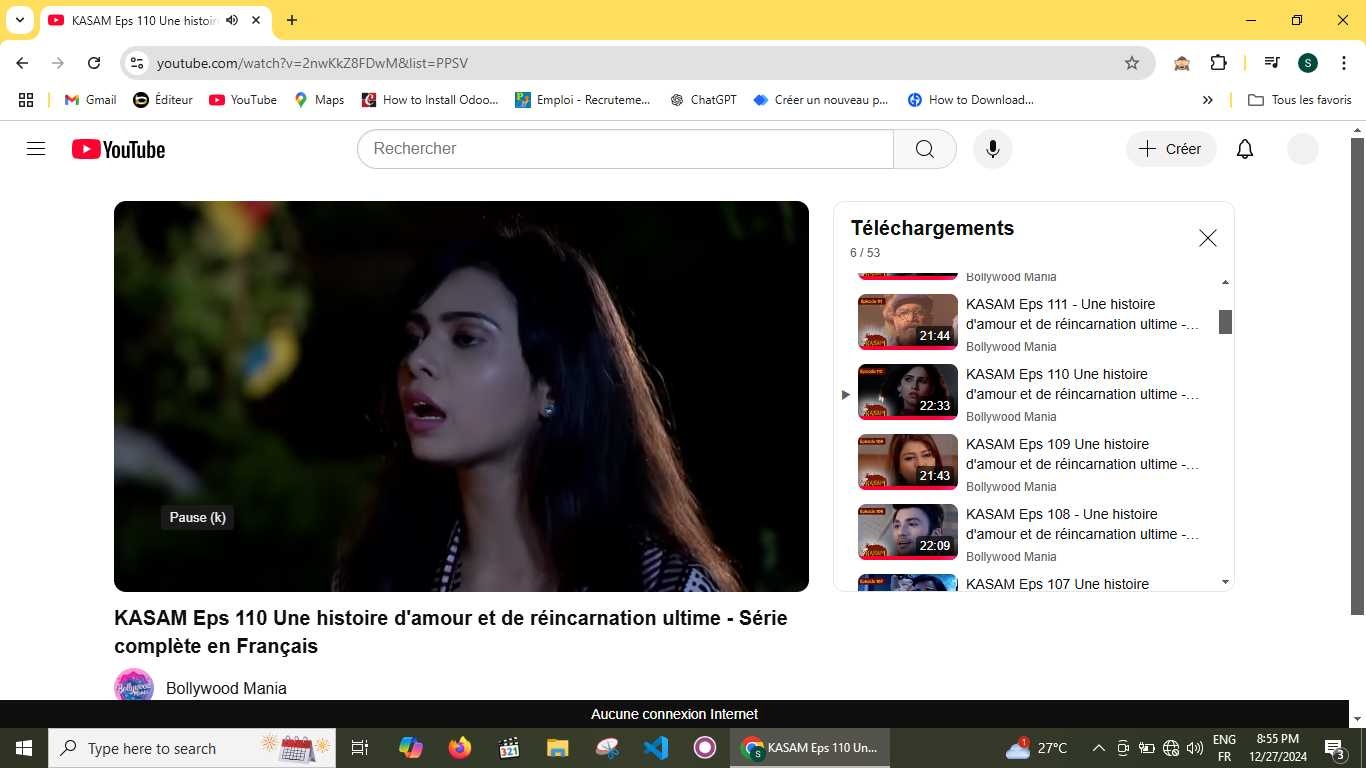 KASAM Eps 110 Une histoir
youtube.com/watch?v=2nwKkZ8FDwM&list=PPSV
S
Gmail
Éditeur
YouTube
Maps
How to Install Odoo...
Emploi - Recruteme...
ChatGPT
Créer un nouveau p...
How to Download...
Tous les favoris
YouTube
Rechercher
Créer
Téléchargements
6 / 53
Bollywood Mania
KASAM Eps 111 - Une histoire
d'amour et de réincarnation ultime -...
21:44
Bollywood Mania
KASAM Eps 110 Une histoire
d'amour et de réincarnation ultime -...
22:33
Bollywood Mania
KASAM Eps 109 Une histoire
d'amour et de réincarnation ultime -...
21:43
Bollywood Mania
KASAM Eps 108 - Une histoire
d'amour et de réincarnation ultime -...
22:09
Bollywood Mania
KASAM Eps 107 Une histoire
Pause (k)
KASAM Eps 110 Une histoire d'amour et de réincarnation ultime - Série
complète en Français
Bollywood Mania
Aucune connexion Internet
Type here to search
KASAM Eps 110 Un...
27°C
ENG
FR
8:55 PM
12/27/2024
3